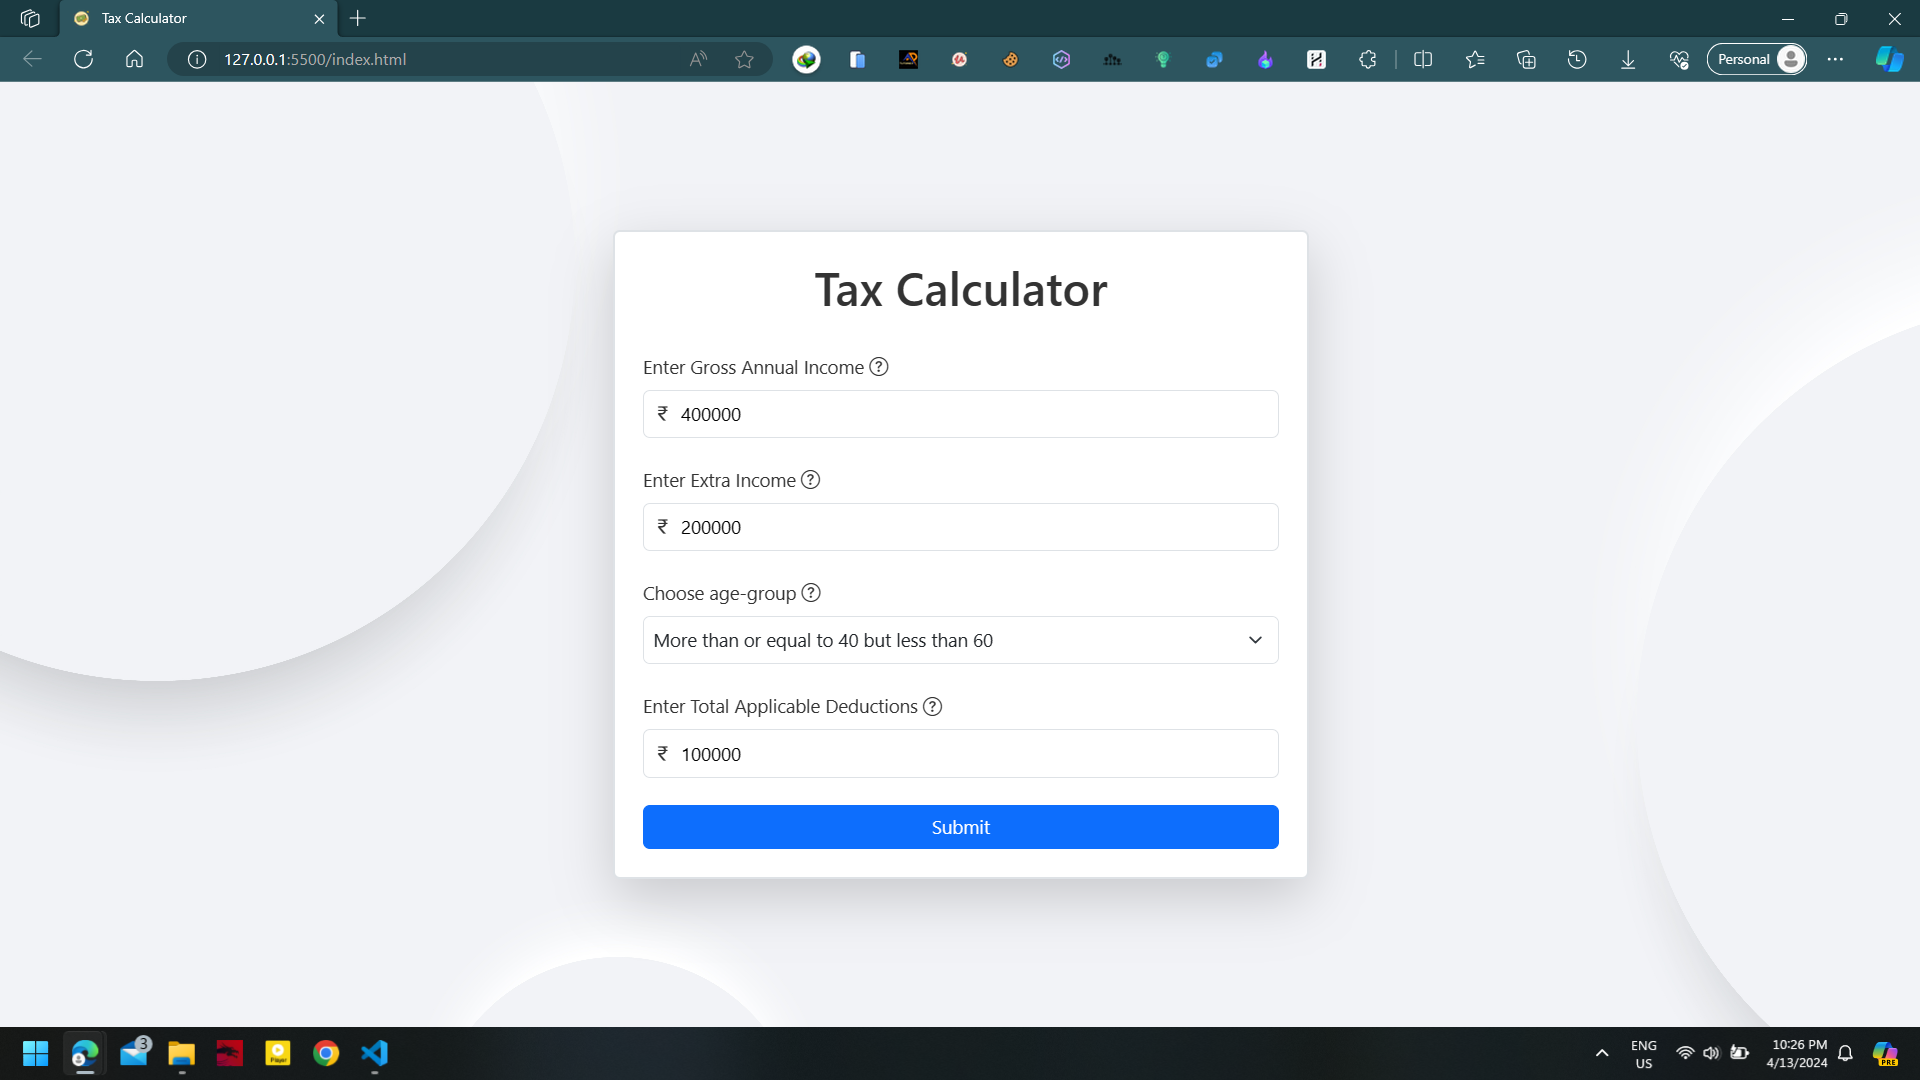 Tax Calculator
127.0.0.1:5500/index.html
Personal
Tax Calculator
Enter Gross Annual Income ?
₹ 400000
Enter Extra Income ?
₹ 200000
Choose age-group ?
More than or equal to 40 but less than 60
Enter Total Applicable Deductions ?
₹ 100000
Submit
3
Player
ENG
US
10:26 PM
4/13/2024
PRE